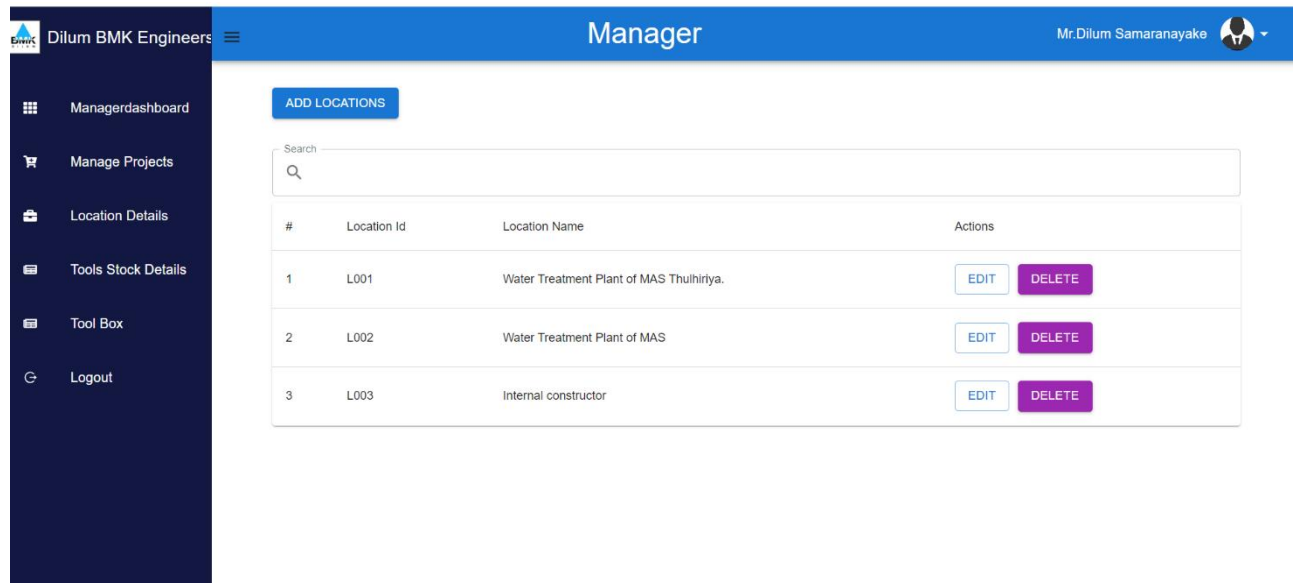 BMK Dilum BMK Engineers Manager Mr.Dilum Samaranayake
Managerdashboard
Manage Projects
Location Details
Tools Stock Details
Tool Box
Logout
ADD LOCATIONS
Search
# Location Id Location Name Actions
1 L001 Water Treatment Plant of MAS Thulhiriya. EDIT DELETE
2 L002 Water Treatment Plant of MAS EDIT DELETE
3 L003 Internal constructor EDIT DELETE